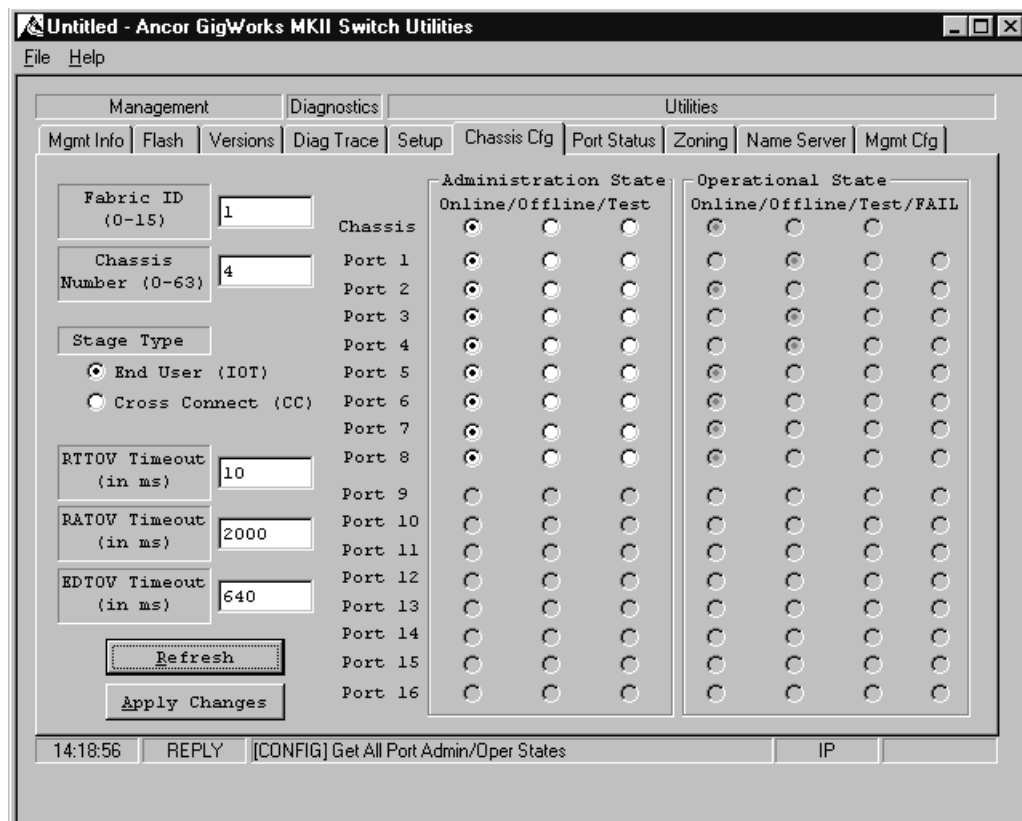 Untitled - Ancor GigWorks MKII Switch Utilities
File Help
Management Diagnostics Utilities
Mgmt Info Flash Versions Diag Trace Setup Chassis Cfg Port Status Zoning Name Server Mgmt Cfg
Fabric ID
(0-15)
1
Chassis
Number (0-63)
4
Stage Type
End User (IOT)
Cross Connect (CC)
RTTOV Timeout
(in ms)
10
RATOV Timeout
(in ms)
2000
EDTOV Timeout
(in ms)
640
Refresh
Apply Changes
Administration State
Online/Offline/Test
Operational State
Online/Offline/Test/FAIL
Chassis
Port 1
Port 2
Port 3
Port 4
Port 5
Port 6
Port 7
Port 8
Port 9
Port 10
Port 11
Port 12
Port 13
Port 14
Port 15
Port 16
14:18:56 REPLY [CONFIG] Get All Port Admin/Oper States IP